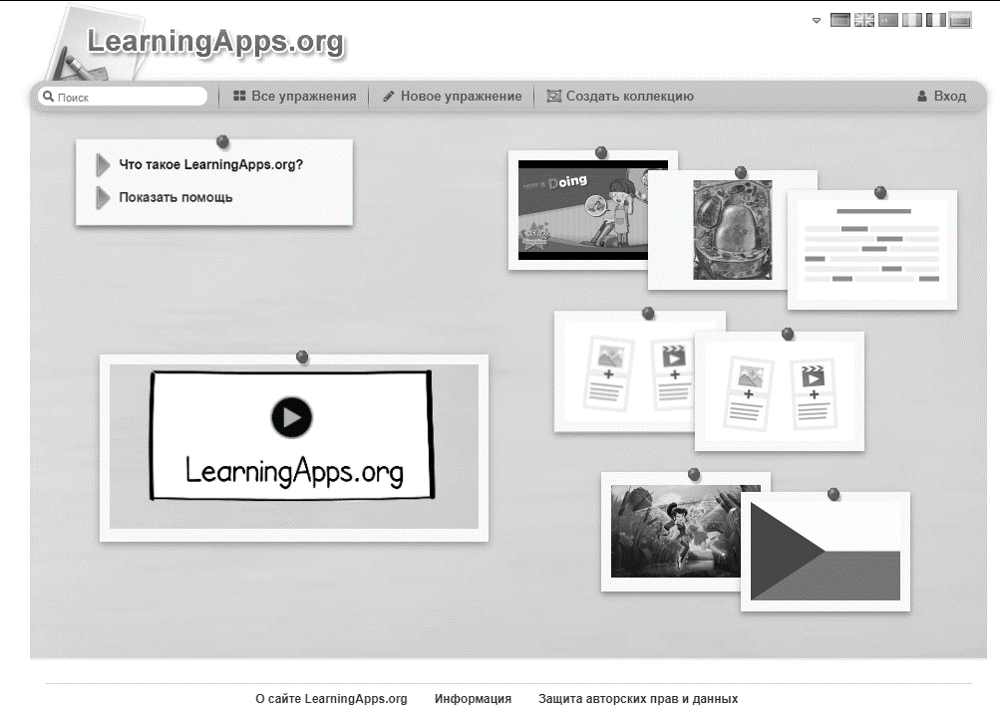 LearningApps.org
Поиск
Все упражнения
Новое упражнение
Создать коллекцию
Вход
Что такое LearningApps.org?
Показать помощь
Doing
LearningApps.org
О сайте LearningApps.org
Информация
Защита авторских прав и данных